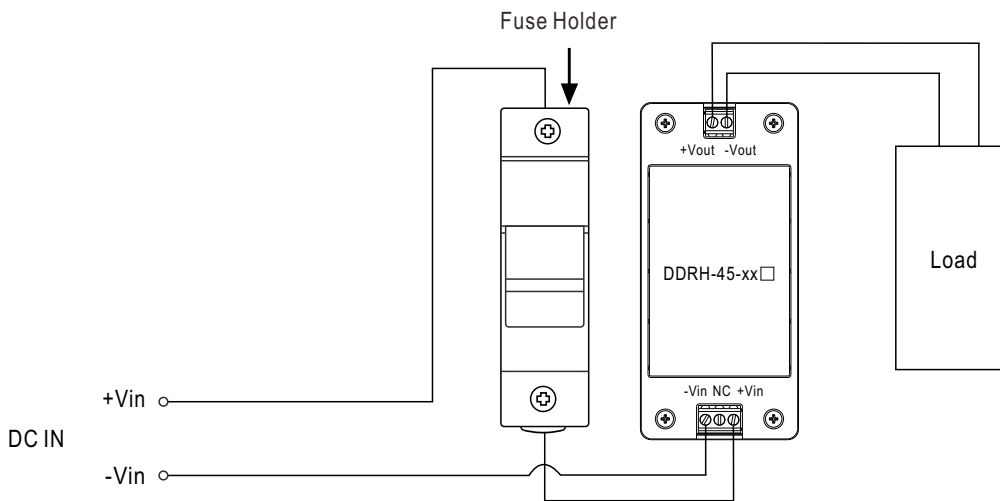 Fuse Holder
+Vout -Vout
DDRH-45-xx□
Load
-Vin NC +Vin
+Vin
DC IN
-Vin